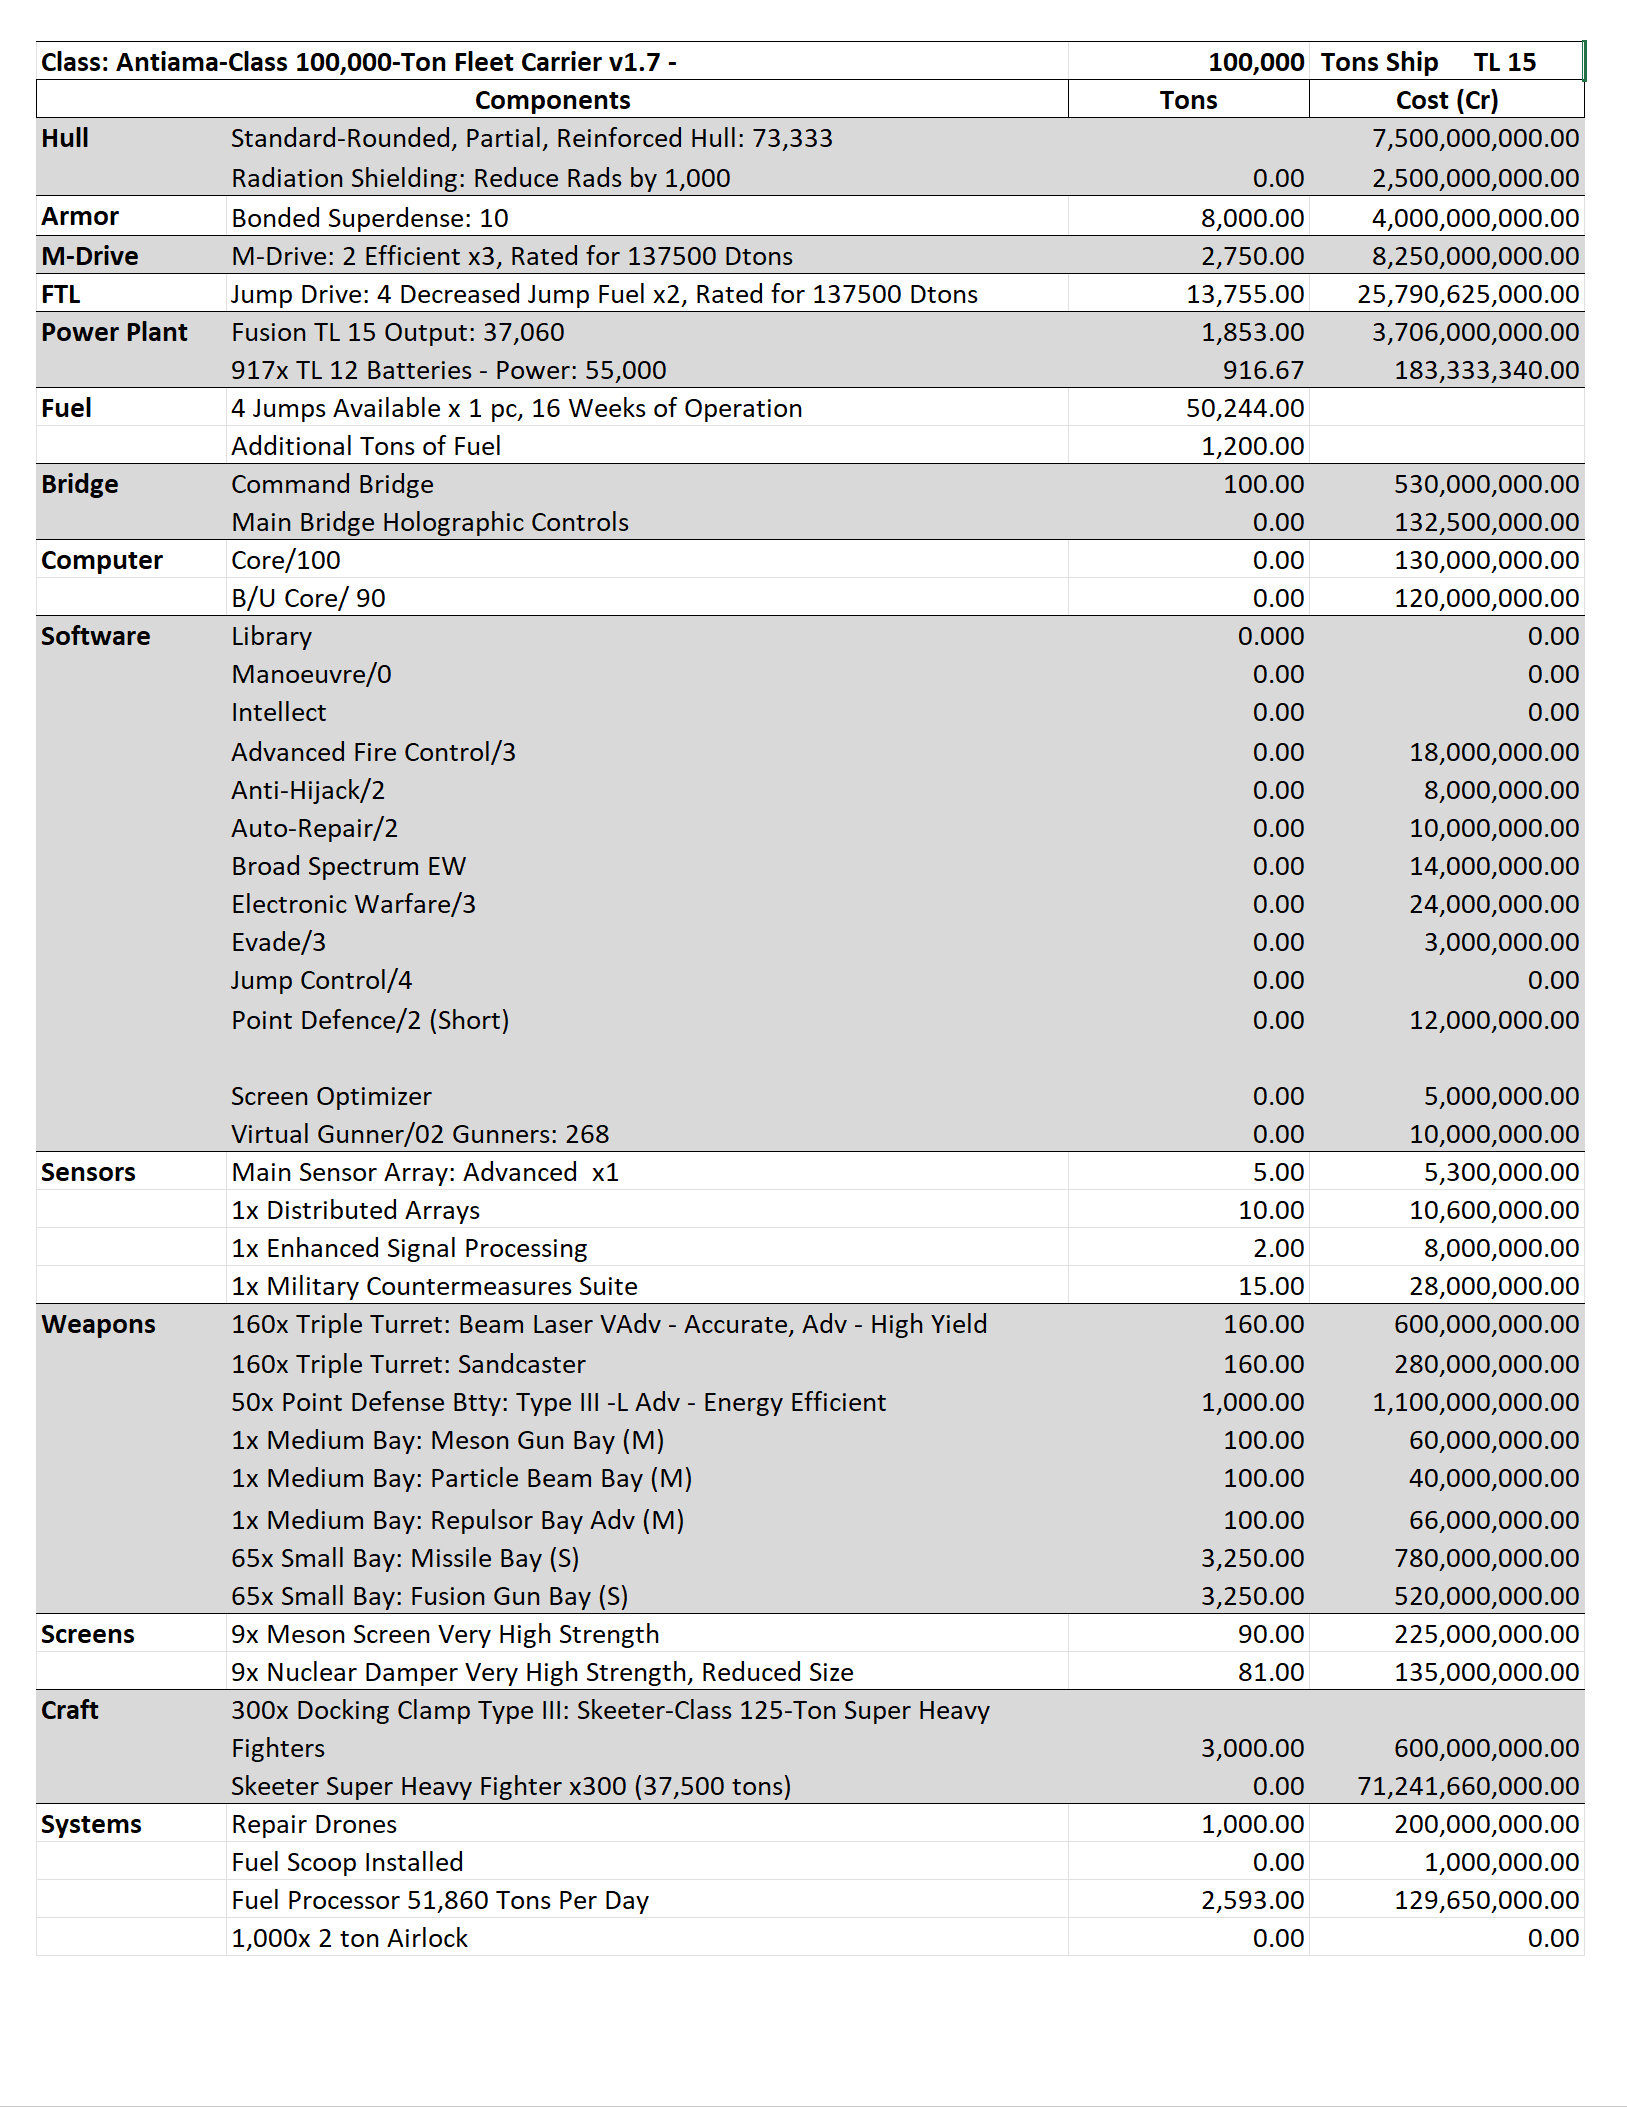 Class: Antiama-Class 100,000-Ton Fleet Carrier v1.7 - 100,000 Tons Ship TL 15
Components Tons Cost (Cr)
Hull Standard-Rounded, Partial, Reinforced Hull: 73,333 7,500,000,000.00
Radiation Shielding: Reduce Rads by 1,000 0.00 2,500,000,000.00
Armor Bonded Superdense: 10 8,000.00 4,000,000,000.00
M-Drive M-Drive: 2 Efficient x3, Rated for 137500 Dtons 2,750.00 8,250,000,000.00
FTL Jump Drive: 4 Decreased Jump Fuel x2, Rated for 137500 Dtons 13,755.00 25,790,625,000.00
Power Plant Fusion TL 15 Output: 37,060 1,853.00 3,706,000,000.00
917x TL 12 Batteries - Power: 55,000 916.67 183,333,340.00
Fuel 4 Jumps Available x 1 pc, 16 Weeks of Operation 50,244.00
Additional Tons of Fuel 1,200.00
Bridge Command Bridge 100.00 530,000,000.00
Main Bridge Holographic Controls 0.00 132,500,000.00
Computer Core/100 0.00 130,000,000.00
B/U Core/ 90 0.00 120,000,000.00
Software Library 0.000 0.00
Manoeuvre/0 0.00 0.00
Intellect 0.00 0.00
Advanced Fire Control/3 0.00 18,000,000.00
Anti-Hijack/2 0.00 8,000,000.00
Auto-Repair/2 0.00 10,000,000.00
Broad Spectrum EW 0.00 14,000,000.00
Electronic Warfare/3 0.00 24,000,000.00
Evade/3 0.00 3,000,000.00
Jump Control/4 0.00 0.00
Point Defence/2 (Short) 0.00 12,000,000.00
Screen Optimizer 0.00 5,000,000.00
Virtual Gunner/02 Gunners: 268 0.00 10,000,000.00
Sensors Main Sensor Array: Advanced x1 5.00 5,300,000.00
1x Distributed Arrays 10.00 10,600,000.00
1x Enhanced Signal Processing 2.00 8,000,000.00
1x Military Countermeasures Suite 15.00 28,000,000.00
Weapons 160x Triple Turret: Beam Laser VAdv - Accurate, Adv - High Yield 160.00 600,000,000.00
160x Triple Turret: Sandcaster 160.00 280,000,000.00
50x Point Defense Btty: Type III -L Adv - Energy Efficient 1,000.00 1,100,000,000.00
1x Medium Bay: Meson Gun Bay (M) 100.00 60,000,000.00
1x Medium Bay: Particle Beam Bay (M) 100.00 40,000,000.00
1x Medium Bay: Repulsor Bay Adv (M) 100.00 66,000,000.00
65x Small Bay: Missile Bay (S) 3,250.00 780,000,000.00
65x Small Bay: Fusion Gun Bay (S) 3,250.00 520,000,000.00
Screens 9x Meson Screen Very High Strength 90.00 225,000,000.00
9x Nuclear Damper Very High Strength, Reduced Size 81.00 135,000,000.00
Craft 300x Docking Clamp Type III: Skeeter-Class 125-Ton Super Heavy
Fighters 3,000.00 600,000,000.00
Skeeter Super Heavy Fighter x300 (37,500 tons) 0.00 71,241,660,000.00
Systems Repair Drones 1,000.00 200,000,000.00
Fuel Scoop Installed 0.00 1,000,000.00
Fuel Processor 51,860 Tons Per Day 2,593.00 129,650,000.00
1,000x 2 ton Airlock 0.00 0.00